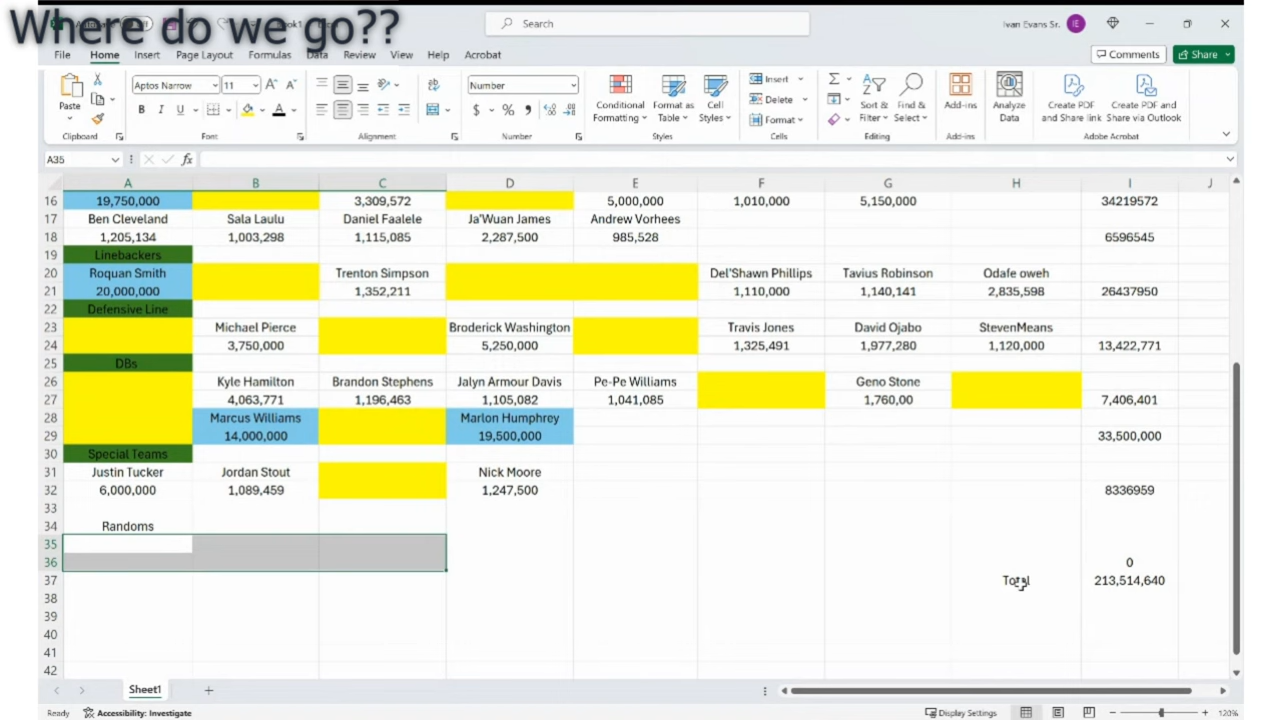 Where do we go??
Search
Ivan Evans Sr. IE
File Home Insert Page Layout Formulas Data Review View Help Acrobat
Comments Share
Paste
Aptos Narrow 11 A A
B I U A
Number
$ % 9
Conditional Formatting
Format as Table
Cell Styles
Insert
Delete
Format
Sort & Filter
Find & Select
Add-ins
Analyze Data
Create PDF and Share link
Create PDF and Share via Outlook
Clipboard Font Alignment Number Styles Cells Editing Add-ins Adobe Acrobat
A35 fx
A B C D E F G H I J
16 19,750,000 3,309,572 5,000,000 1,010,000 5,150,000 34219572
17 Ben Cleveland Sala Laulu Daniel Faalele Ja'Wuan James Andrew Vorhees
18 1,205,134 1,003,298 1,115,085 2,287,500 985,528 6596545
19 Linebackers
20 Roquan Smith Trenton Simpson Del'Shawn Phillips Tavius Robinson Odafe oweh
21 20,000,000 1,352,211 1,110,000 1,140,141 2,835,598 26437950
22 Defensive Line
23 Michael Pierce Broderick Washington Travis Jones David Ojabo StevenMeans
24 3,750,000 5,250,000 1,325,491 1,977,280 1,120,000 13,422,771
25 DBs
26 Kyle Hamilton Brandon Stephens Jalyn Armour Davis Pe-Pe Williams Geno Stone
27 4,063,771 1,196,463 1,105,082 1,041,085 1,760,00 7,406,401
28 Marcus Williams Marlon Humphrey
29 14,000,000 19,500,000 33,500,000
30 Special Teams
31 Justin Tucker Jordan Stout Nick Moore
32 6,000,000 1,089,459 1,247,500 8336959
33
34 Randoms
35
36 0
37 Total 213,514,640
38
39
40
41
42
Sheet1 +
Ready Accessibility: Investigate Display Settings 120%